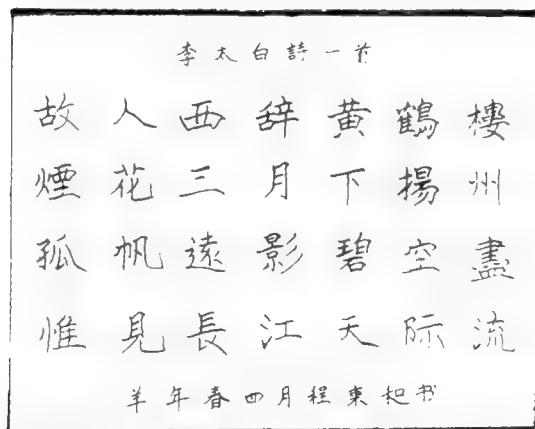 李太白詩一首
故人西辞黄鶴樓
煙花三月下揚州
孤帆遠影碧空盡
惟見長江天际流
羊年春四月程東书